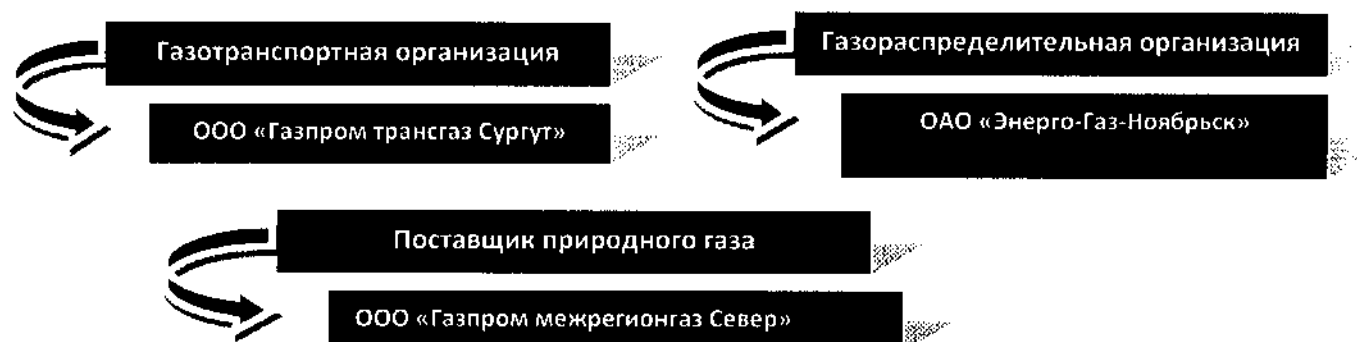 Газотранспортная организация
ООО «Газпром трансгаз Сургут»
Газораспределительная организация
ОАО «Энерго-Газ-Ноябрьск»
Поставщик природного газа
ООО «Газпром межрегионгаз Север»